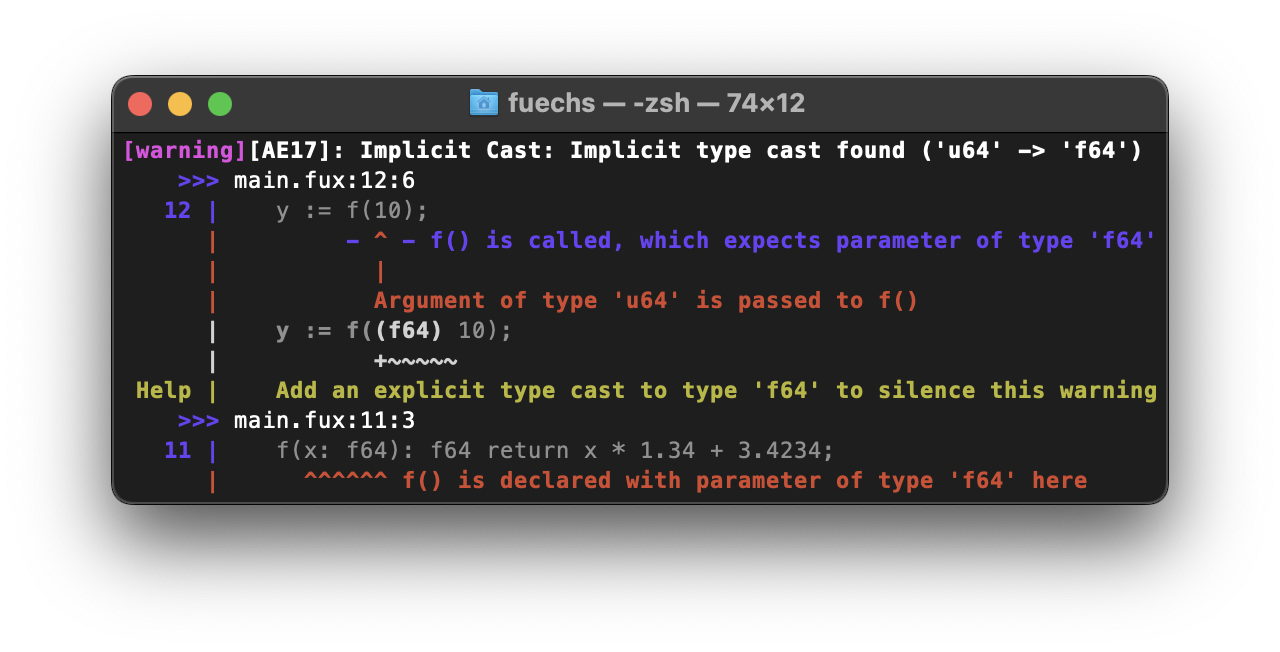 fuechs — -zsh — 74×12
[warning][AE17]: Implicit Cast: Implicit type cast found ('u64' -> 'f64')
>>> main.fux:12:6
12 | y := f(10);
| - ^ - f() is called, which expects parameter of type 'f64'
| |
| Argument of type 'u64' is passed to f()
| y := f((f64) 10);
| +~~~~~
Help | Add an explicit type cast to type 'f64' to silence this warning
>>> main.fux:11:3
11 | f(x: f64): f64 return x * 1.34 + 3.4234;
| ^^^^^^ f() is declared with parameter of type 'f64' here